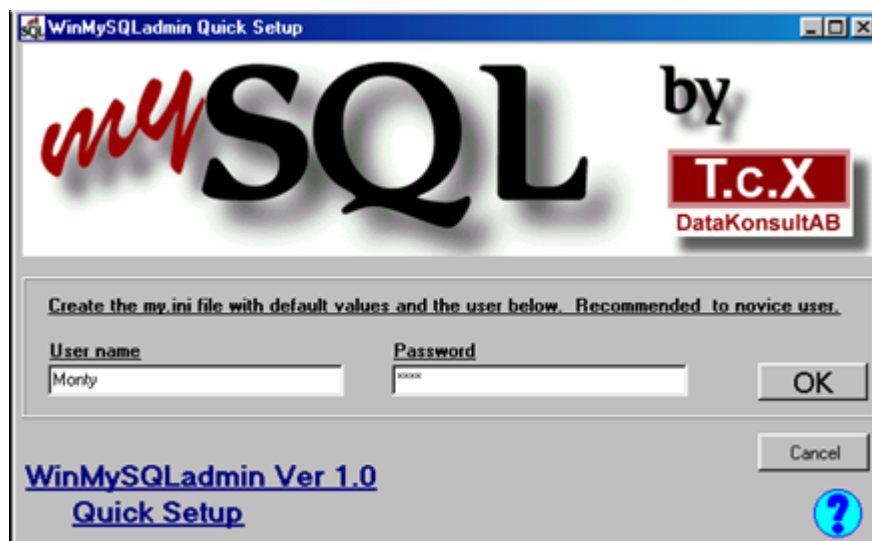 WinMySQLadmin Quick Setup
mySQL by
T.c.X
DataKonsultAB
Create the my.ini file with default values and the user below. Recommended to novice user.
User name
Password
Monty
****
OK
Cancel
WinMySQLadmin Ver 1.0
Quick Setup
?